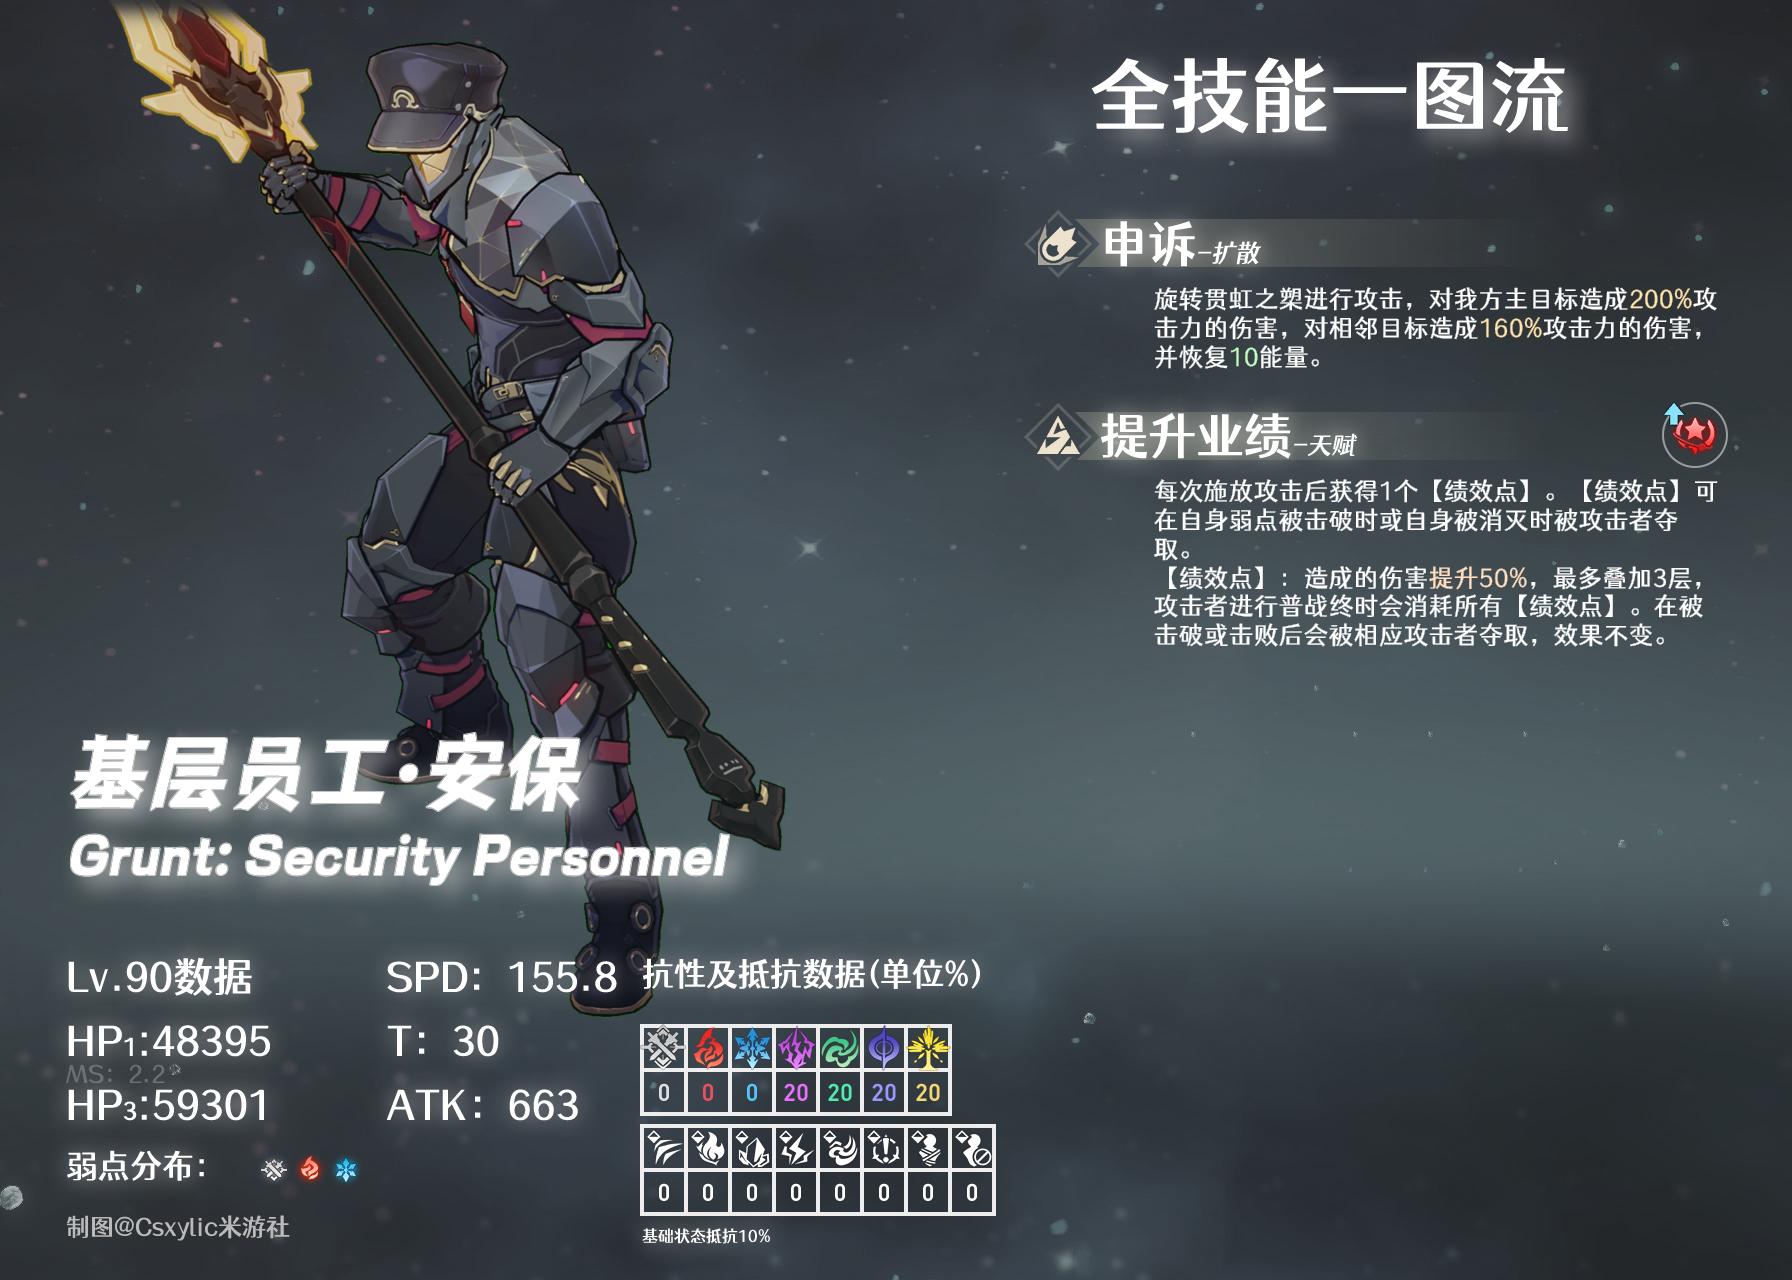 全技能一图流
申诉-扩散
旋转贯虹之槊进行攻击，对我方主目标造成200%攻
击力的伤害，对相邻目标造成160%攻击力的伤害，
并恢复10能量。
提升业绩-天赋
每次施放攻击后获得1个【绩效点】。【绩效点】可
在自身弱点被击破时或自身被消灭时被攻击者夺
取。
【绩效点】：造成的伤害提升50%，最多叠加3层，
攻击者进行普战终时会消耗所有【绩效点】。在被
击破或击败后会被相应攻击者夺取，效果不变。
基层员工·安保
Grunt: Security Personnel
Lv.90数据
SPD: 155.8
HP1:48395
T: 30
MS: 2.2
HP3:59301
ATK: 663
弱点分布：
制图@Csxylic米游社
抗性及抵抗数据(单位%)
0 0 0 20 20 20 20
0 0 0 0 0 0 0 0
基础状态抵抗10%